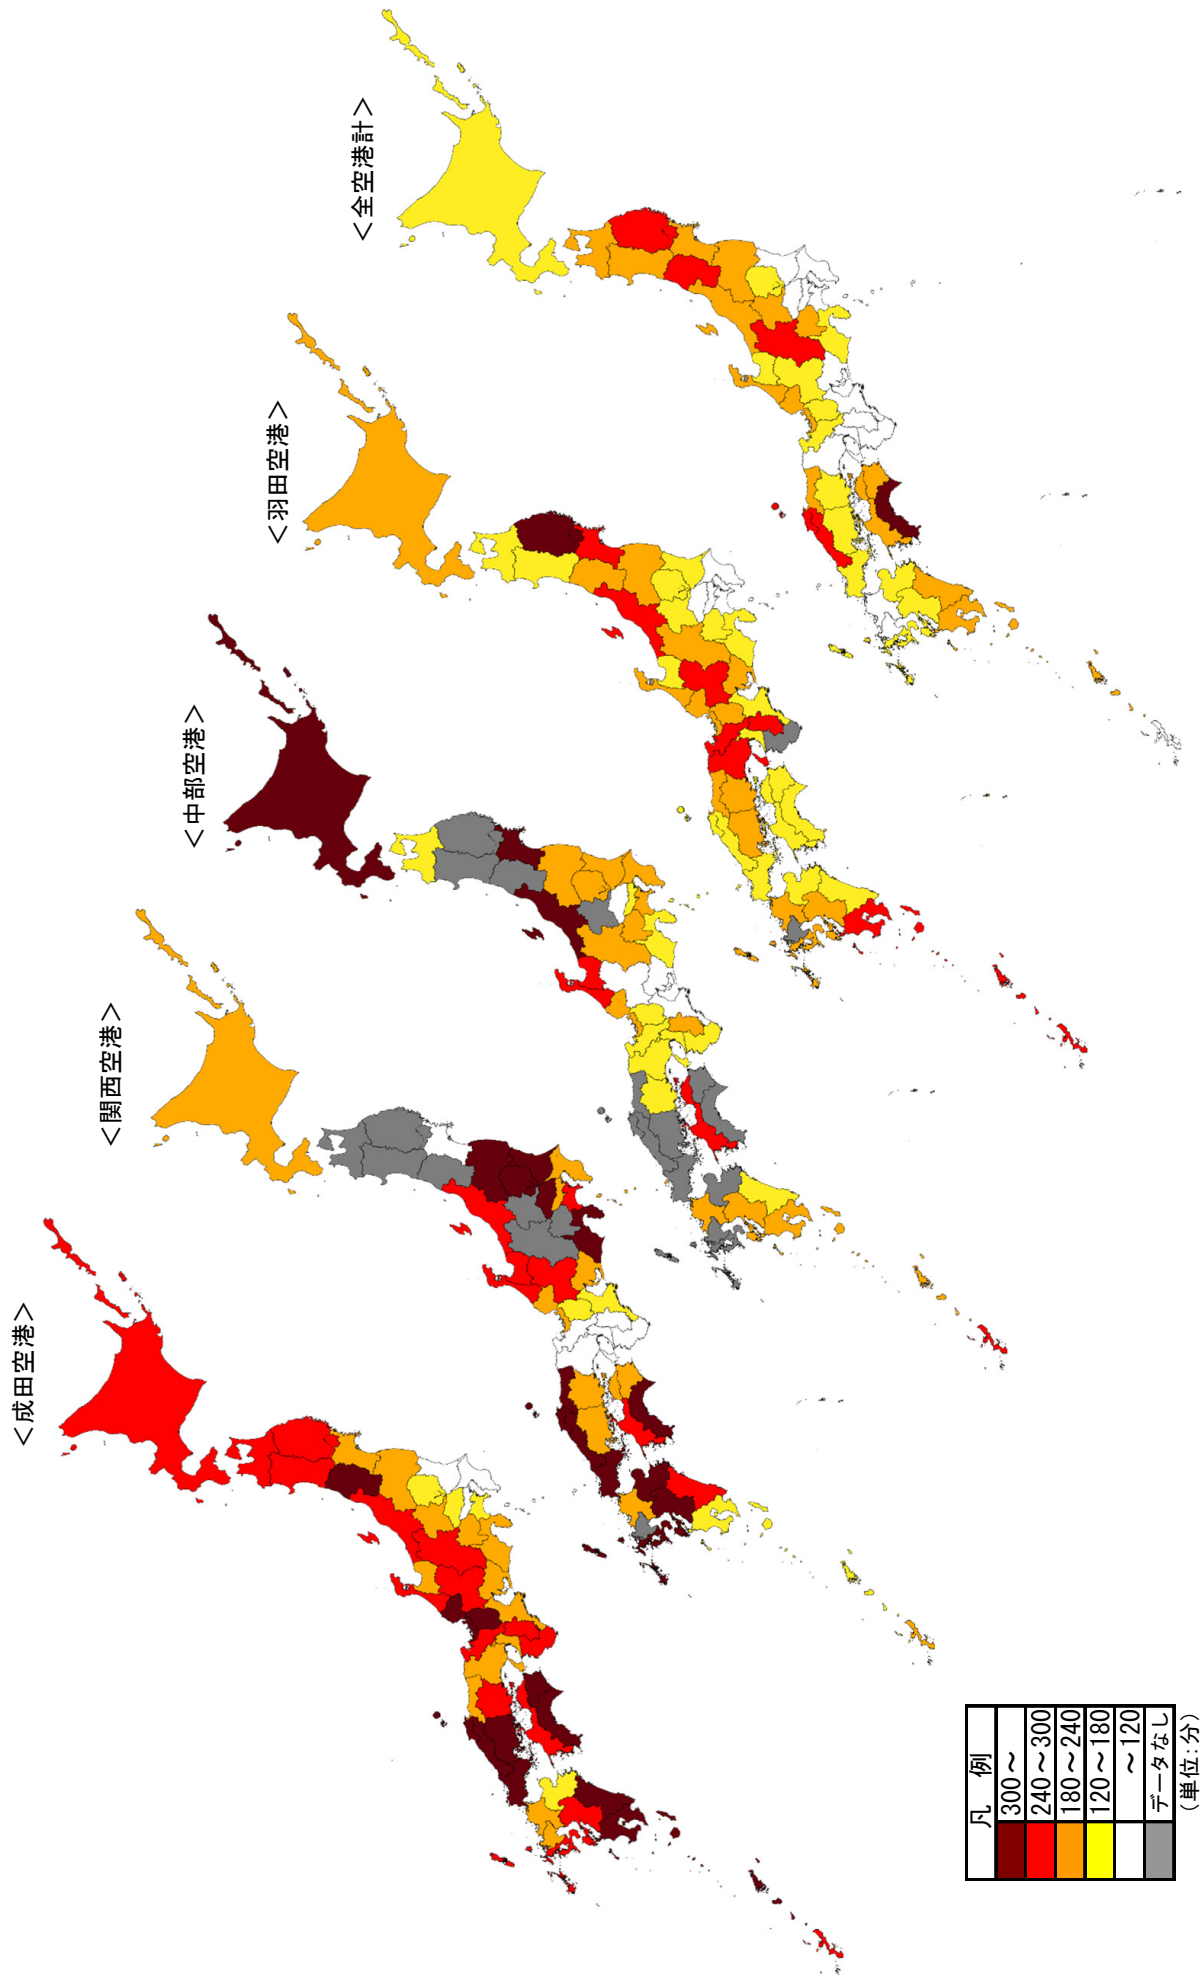 ＜成田空港＞
＜関西空港＞
＜中部空港＞
＜羽田空港＞
＜全空港計＞
凡　例
300～
240～300
180～240
120～180
～120
データなし
（単位：分）